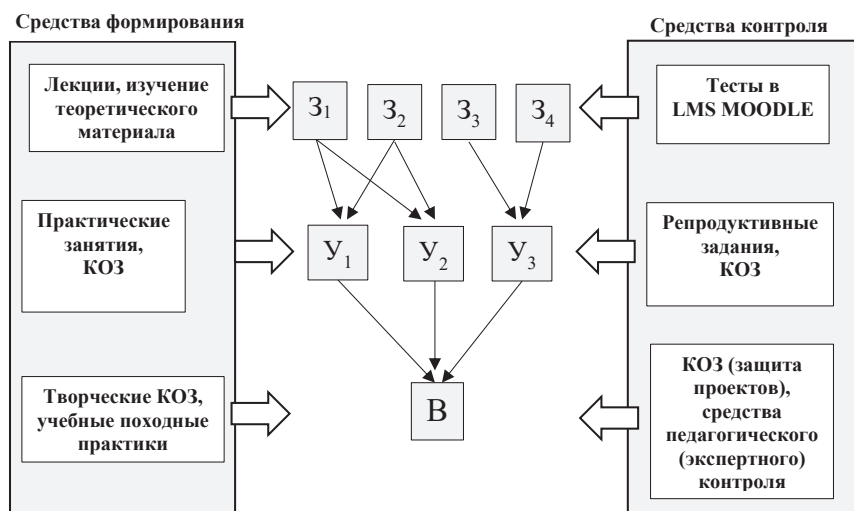 Средства формирования
Средства контроля
Лекции, изучение
теоретического
материала
З1 З2 З3 З4
Тесты в
LMS MOODLE
Практические
занятия,
КОЗ
У1 У2 У3
Репродуктивные
задания,
КОЗ
Творческие КОЗ,
учебные походные
практики
В
КОЗ (защита
проектов),
средства
педагогического
(экспертного)
контроля